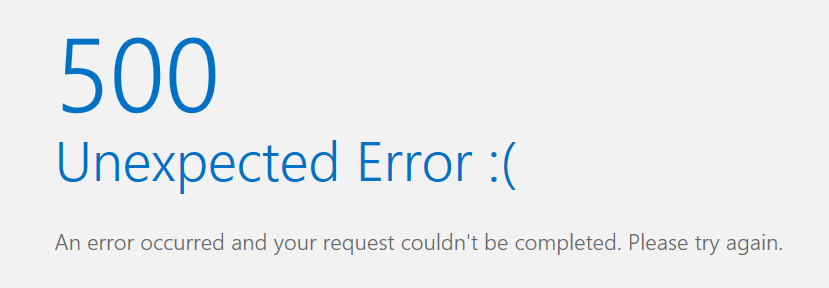 500
Unexpected Error :(
An error occurred and your request couldn't be completed. Please try again.